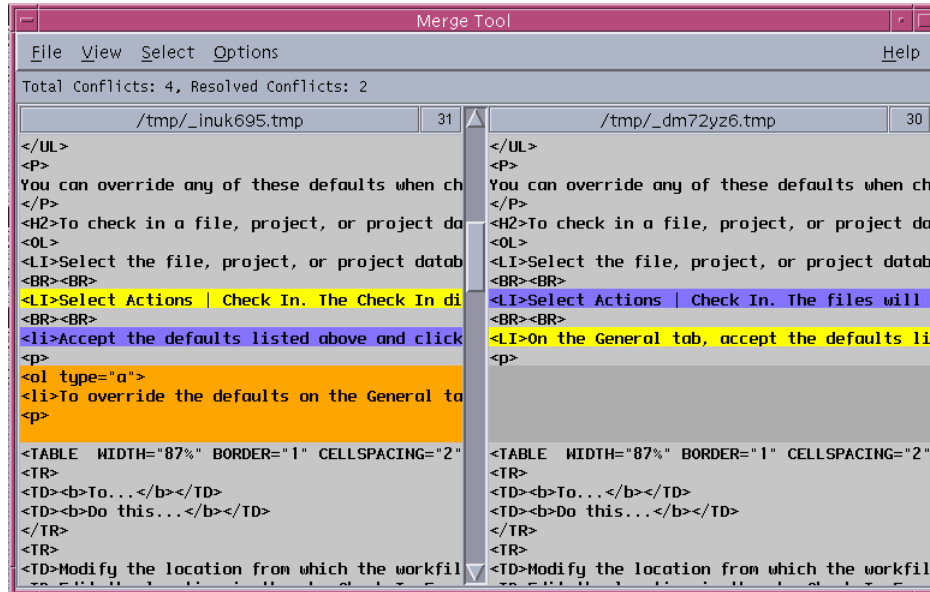 Merge Tool
File View Select Options Help
Total Conflicts: 4, Resolved Conflicts: 2
/tmp/_inuk695.tmp 31
</UL>
<P>
You can override any of these defaults when ch
</P>
<H2>To check in a file, project, or project da
<OL>
<LI>Select the file, project, or project datab
<BR><BR>
<LI>Select Actions | Check In. The Check In di
<BR><BR>
<li>Accept the defaults listed above and click
<p>
<ol type="a">
<li>To override the defaults on the General ta
<p>
<TABLE  WIDTH="87%" BORDER="1" CELLSPACING="2"
<TR>
<TD><b>To...</b></TD>
<TD><b>Do this...</b></TD>
</TR>
<TR>
<TD>Modify the location from which the workfil
/tmp/_dm72yz6.tmp 30
</UL>
<P>
You can override any of these defaults when ch
</P>
<H2>To check in a file, project, or project da
<OL>
<LI>Select the file, project, or project datab
<BR><BR>
<LI>Select Actions | Check In. The files will
<BR><BR>
<LI>On the General tab, accept the defaults li
<p>
<TABLE  WIDTH="87%" BORDER="1" CELLSPACING="2"
<TR>
<TD><b>To...</b></TD>
<TD><b>Do this...</b></TD>
</TR>
<TR>
<TD>Modify the location from which the workfil